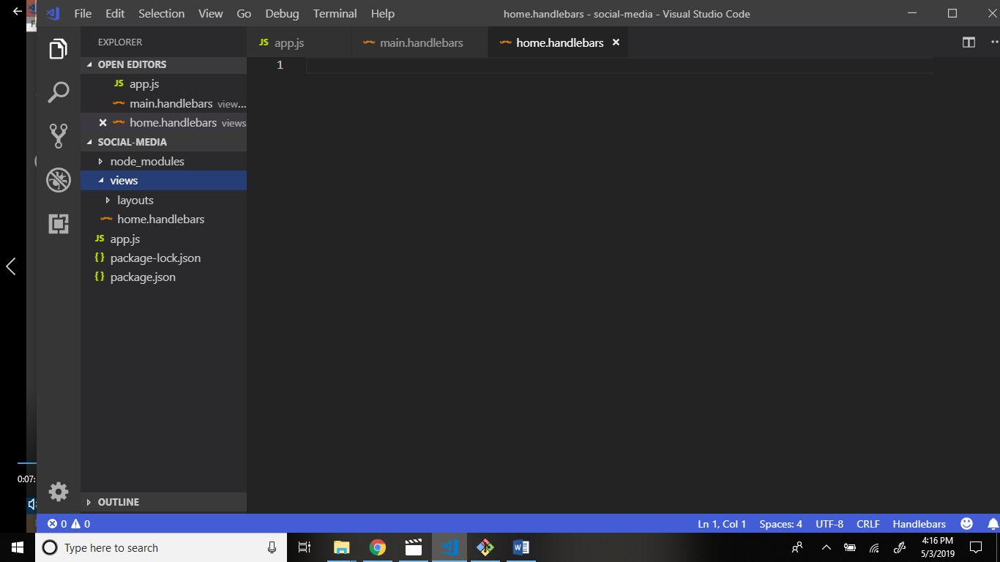 File Edit Selection View Go Debug Terminal Help home.handlebars - social-media - Visual Studio Code
EXPLORER
JS app.js main.handlebars home.handlebars
OPEN EDITORS
JS app.js
main.handlebars view...
home.handlebars views
SOCIAL-MEDIA
node_modules
views
layouts
home.handlebars
JS app.js
{ } package-lock.json
{ } package.json
OUTLINE
1
0:07:
0 0 Ln 1, Col 1 Spaces: 4 UTF-8 CRLF Handlebars
Type here to search
4:16 PM
5/3/2019